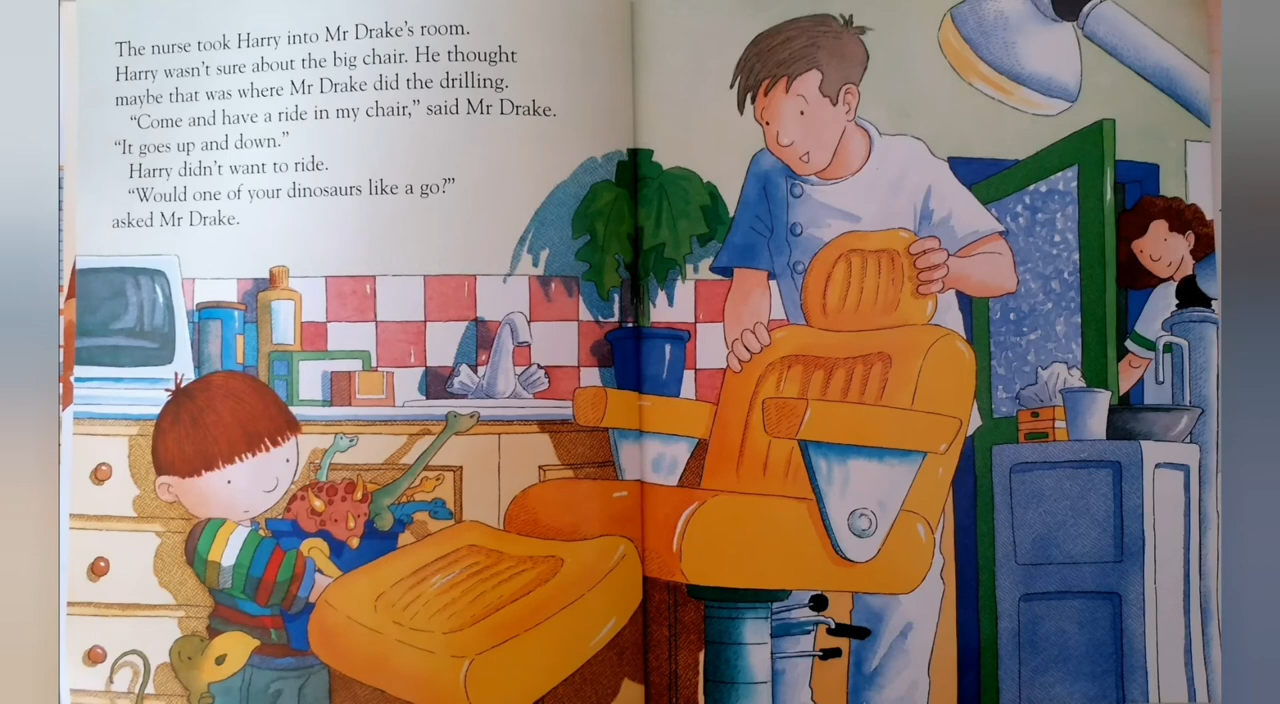 The nurse took Harry into Mr Drake's room.
Harry wasn't sure about the big chair. He thought
maybe that was where Mr Drake did the drilling.
"Come and have a ride in my chair," said Mr Drake.
"It goes up and down."
Harry didn't want to ride.
"Would one of your dinosaurs like a go?"
asked Mr Drake.